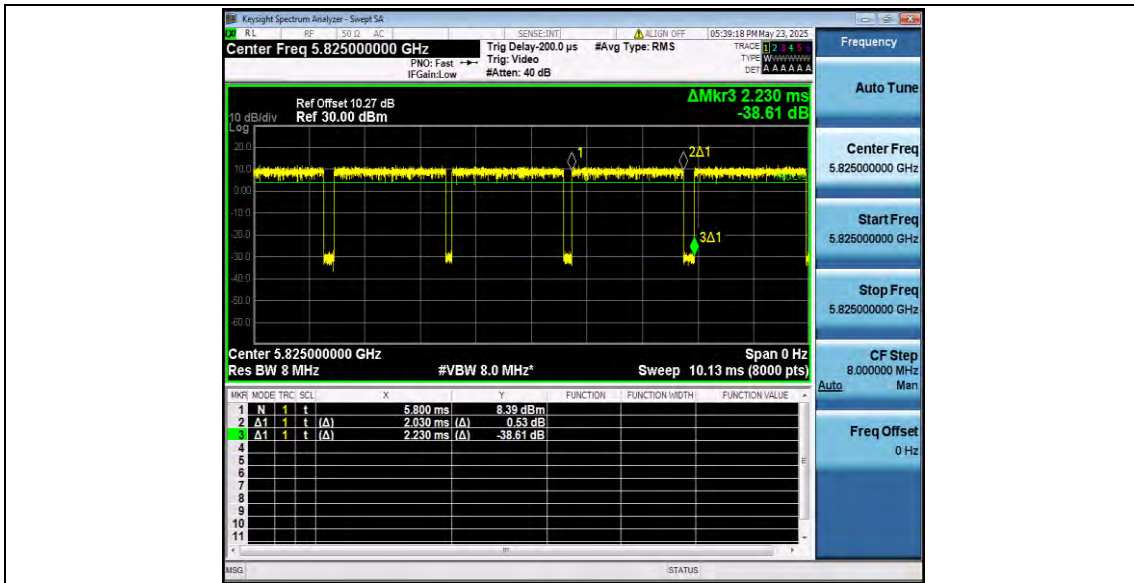 Keysight Spectrum Analyzer - Swept SA
RL RF 50 Ω AC SENSE:INT ALIGN OFF 05:39:18 PM May 23, 2025
Center Freq 5.825000000 GHz
PNO: Fast
IFGain:Low
Trig Delay-200.0 µs
Trig: Video
#Atten: 40 dB
#Avg Type: RMS
TRACE 1 2 3 4 5 6
TYPE W
DET A A A A A A
ΔMkr3 2.230 ms
-38.61 dB
Ref Offset 10.27 dB
Ref 30.00 dBm
10 dB/div
Log
20.0
10.0
0.00
-10.0
-20.0
-30.0
-40.0
-50.0
-60.0
1
2Δ1
3Δ1
Center 5.825000000 GHz
Span 0 Hz
Res BW 8 MHz
#VBW 8.0 MHz*
Sweep 10.13 ms (8000 pts)
MKR MODE TRC SCL X Y FUNCTION FUNCTION WIDTH FUNCTION VALUE
1 N 1 t 5.800 ms 8.39 dBm
2 Δ1 1 t (Δ) 2.030 ms (Δ) 0.53 dB
3 Δ1 1 t (Δ) 2.230 ms (Δ) -38.61 dB
4
5
6
7
8
9
10
11
MSG
STATUS
Frequency
Auto Tune
Center Freq
5.825000000 GHz
Start Freq
5.825000000 GHz
Stop Freq
5.825000000 GHz
CF Step
8.000000 MHz
Auto Man
Freq Offset
0 Hz